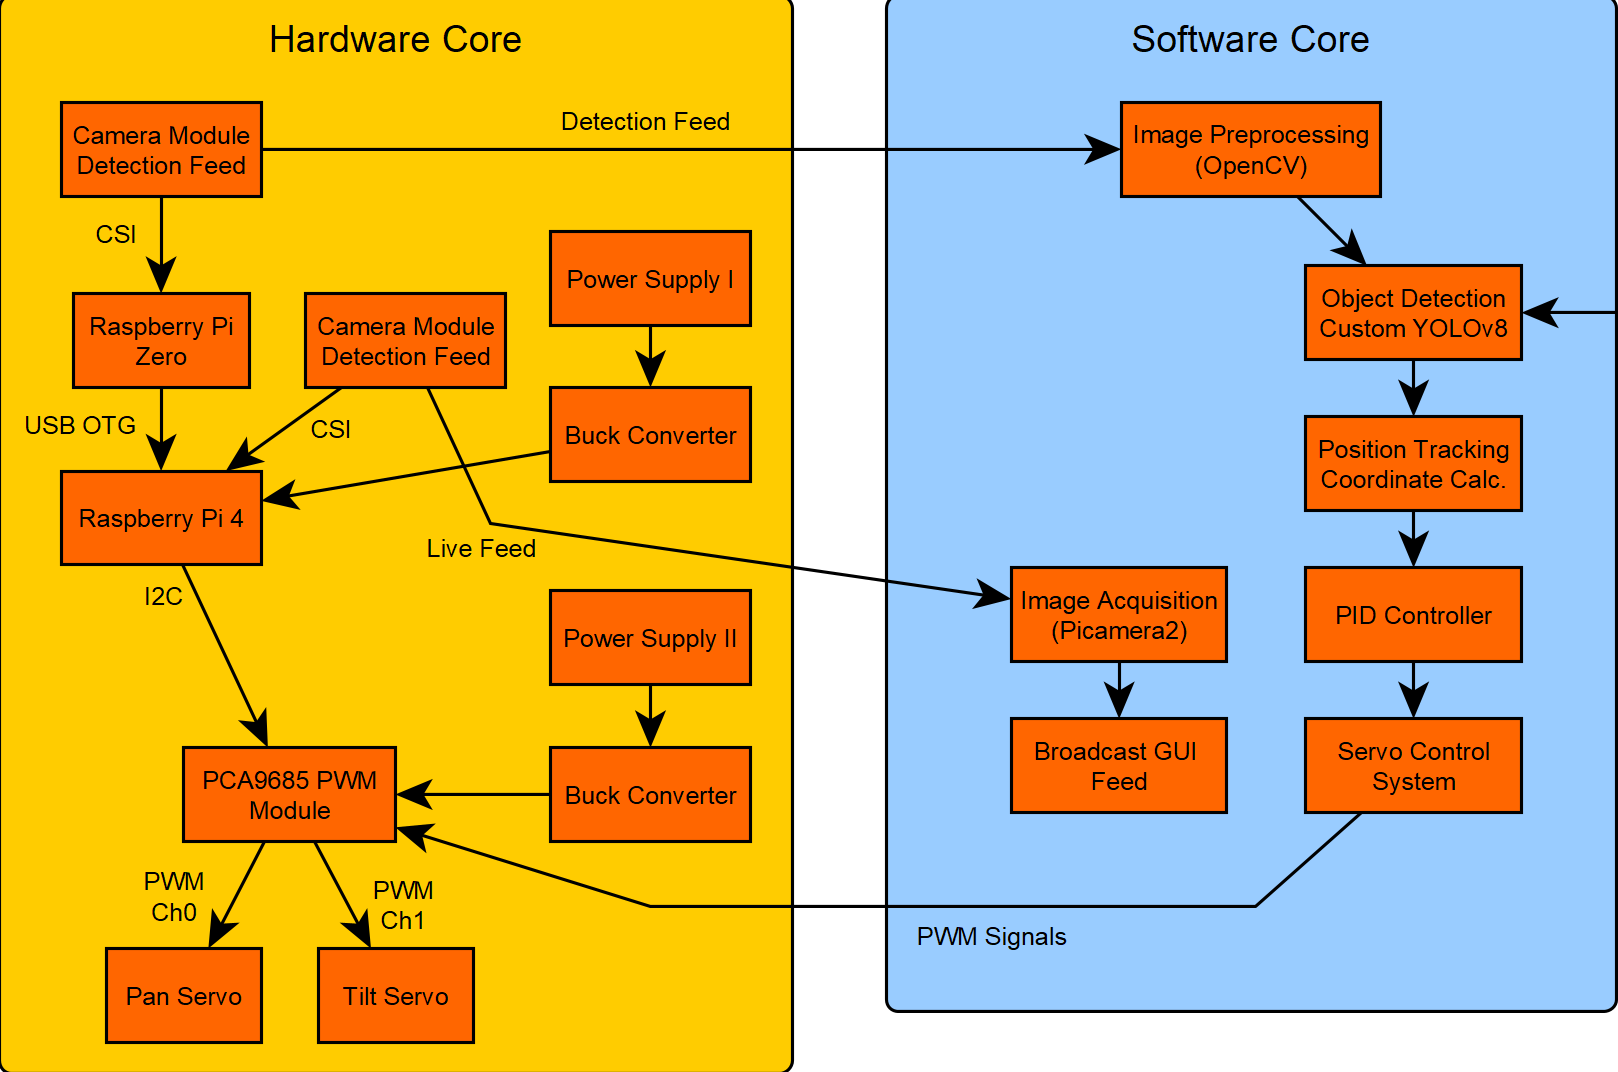 Hardware Core
Camera Module
Detection Feed
Detection Feed
CSI
Power Supply I
Raspberry Pi
Zero
Camera Module
Detection Feed
USB OTG
CSI
Buck Converter
Raspberry Pi 4
Live Feed
I2C
Power Supply II
PCA9685 PWM
Module
Buck Converter
PWM
Ch0
PWM
Ch1
Pan Servo
Tilt Servo
Software Core
Image Preprocessing
(OpenCV)
Object Detection
Custom YOLOv8
Position Tracking
Coordinate Calc.
Image Acquisition
(Picamera2)
PID Controller
Broadcast GUI
Feed
Servo Control
System
PWM Signals